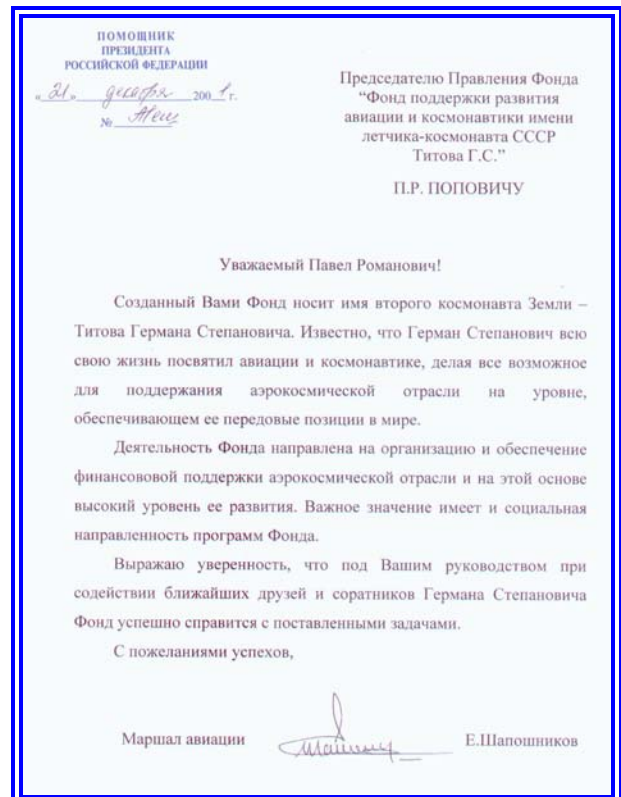 ПОМОЩНИК
ПРЕЗИДЕНТА
РОССИЙСКОЙ ФЕДЕРАЦИИ
« 21 » декабря 2001 г.
№
Председателю Правления Фонда
“Фонд поддержки развития
авиации и космонавтики имени
летчика-космонавта СССР
Титова Г.С.”
П.Р. ПОПОВИЧУ
Уважаемый Павел Романович!
Созданный Вами Фонд носит имя второго космонавта Земли –
Титова Германа Степановича. Известно, что Герман Степанович всю
свою жизнь посвятил авиации и космонавтике, делая все возможное
для поддержания аэрокосмической отрасли на уровне,
обеспечивающем ее передовые позиции в мире.
Деятельность Фонда направлена на организацию и обеспечение
финансововой поддержки аэрокосмической отрасли и на этой основе
высокий уровень ее развития. Важное значение имеет и социальная
направленность программ Фонда.
Выражаю уверенность, что под Вашим руководством при
содействии ближайших друзей и соратников Германа Степановича
Фонд успешно справится с поставленными задачами.
С пожеланиями успехов,
Маршал авиации Е.Шапошников